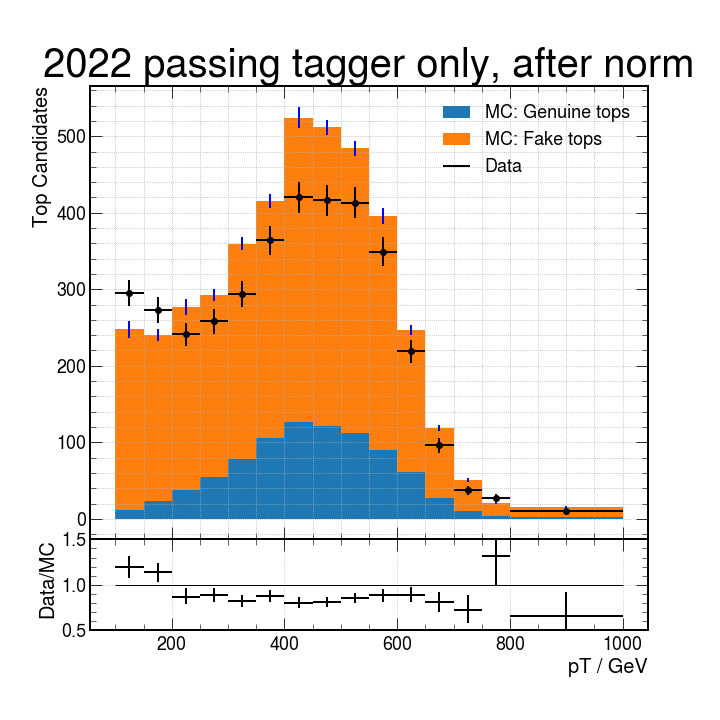 2022 passing tagger only, after norm
Top Candidates
500
400
300
200
100
0
MC: Genuine tops
MC: Fake tops
Data
Data/MC
1.5
1.0
0.5
200
400
600
800
1000
pT / GeV